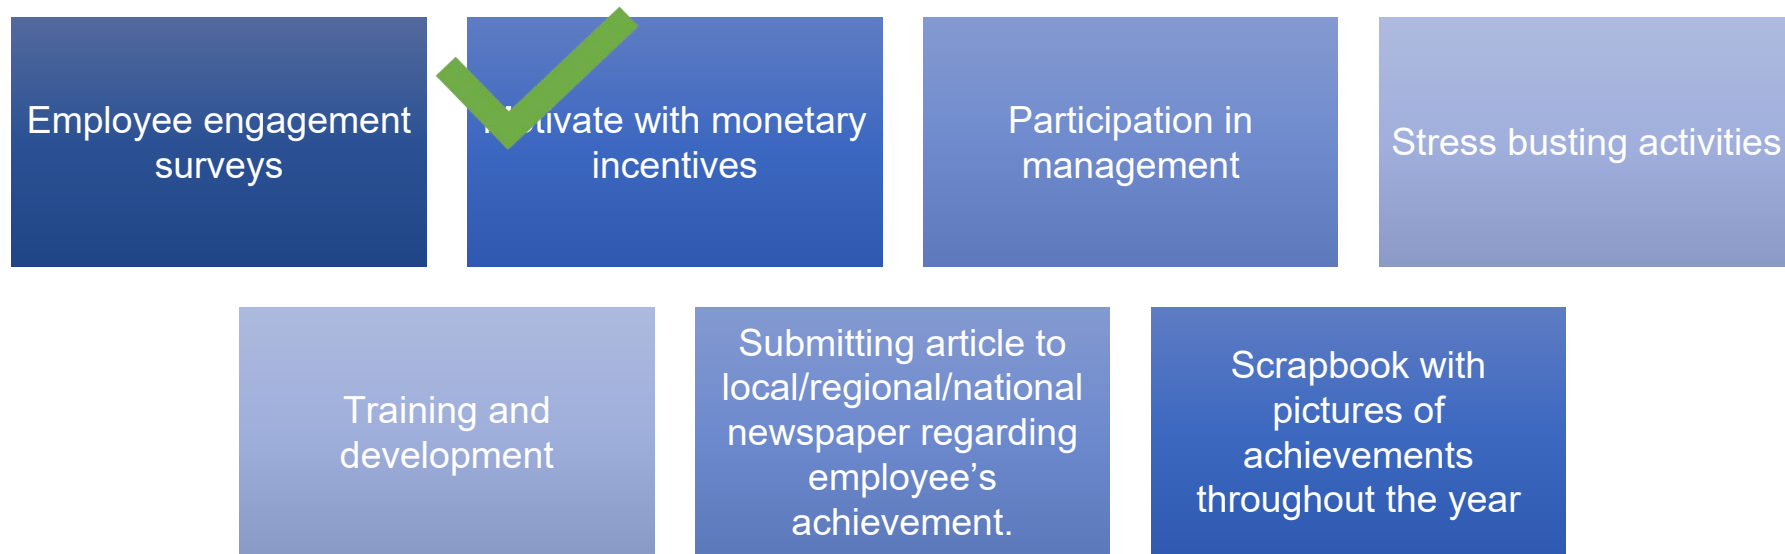 Employee engagement
surveys
Motivate with monetary
incentives
Participation in
management
Stress busting activities
Training and
development
Submitting article to
local/regional/national
newspaper regarding
employee’s
achievement.
Scrapbook with
pictures of
achievements
throughout the year